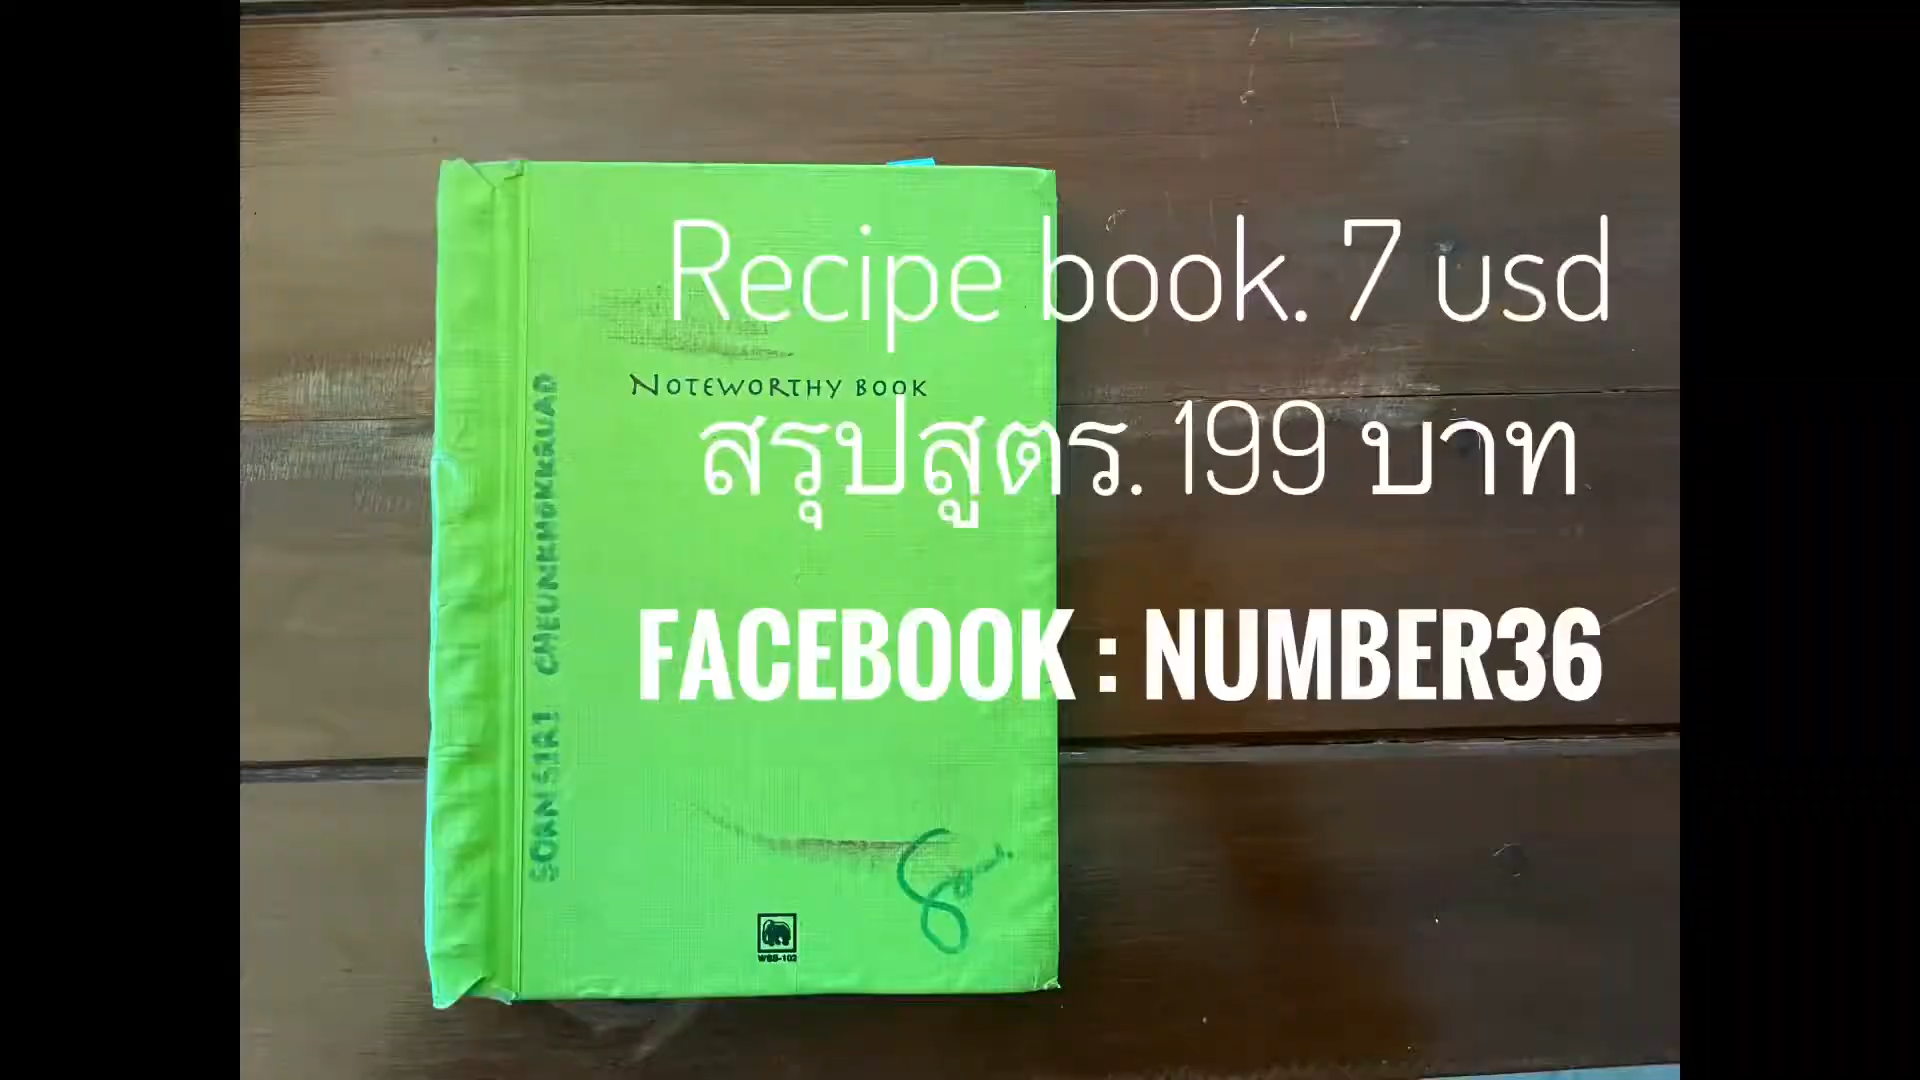 Recipe book. 7 usd
NOTEWORTHY BOOK
สรุปสูตร. 199 บาท
FACEBOOK : NUMBER36
SORNSIRI CHEUNKMOKKRUAD
WBS-102